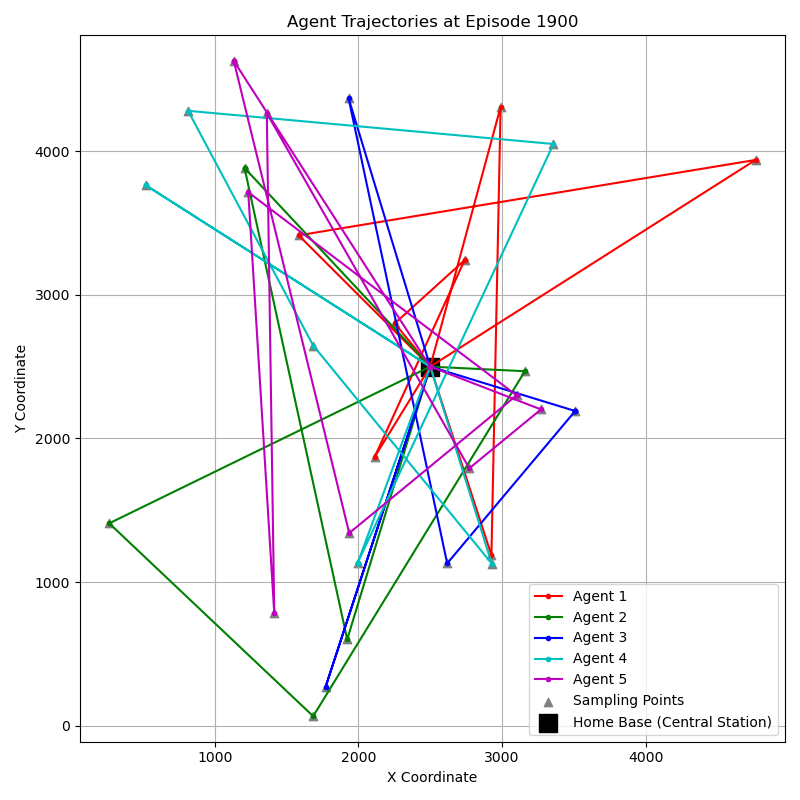 Agent Trajectories at Episode 1900
Y Coordinate
4000
3000
2000
1000
0
1000
2000
3000
4000
X Coordinate
Agent 1
Agent 2
Agent 3
Agent 4
Agent 5
Sampling Points
Home Base (Central Station)